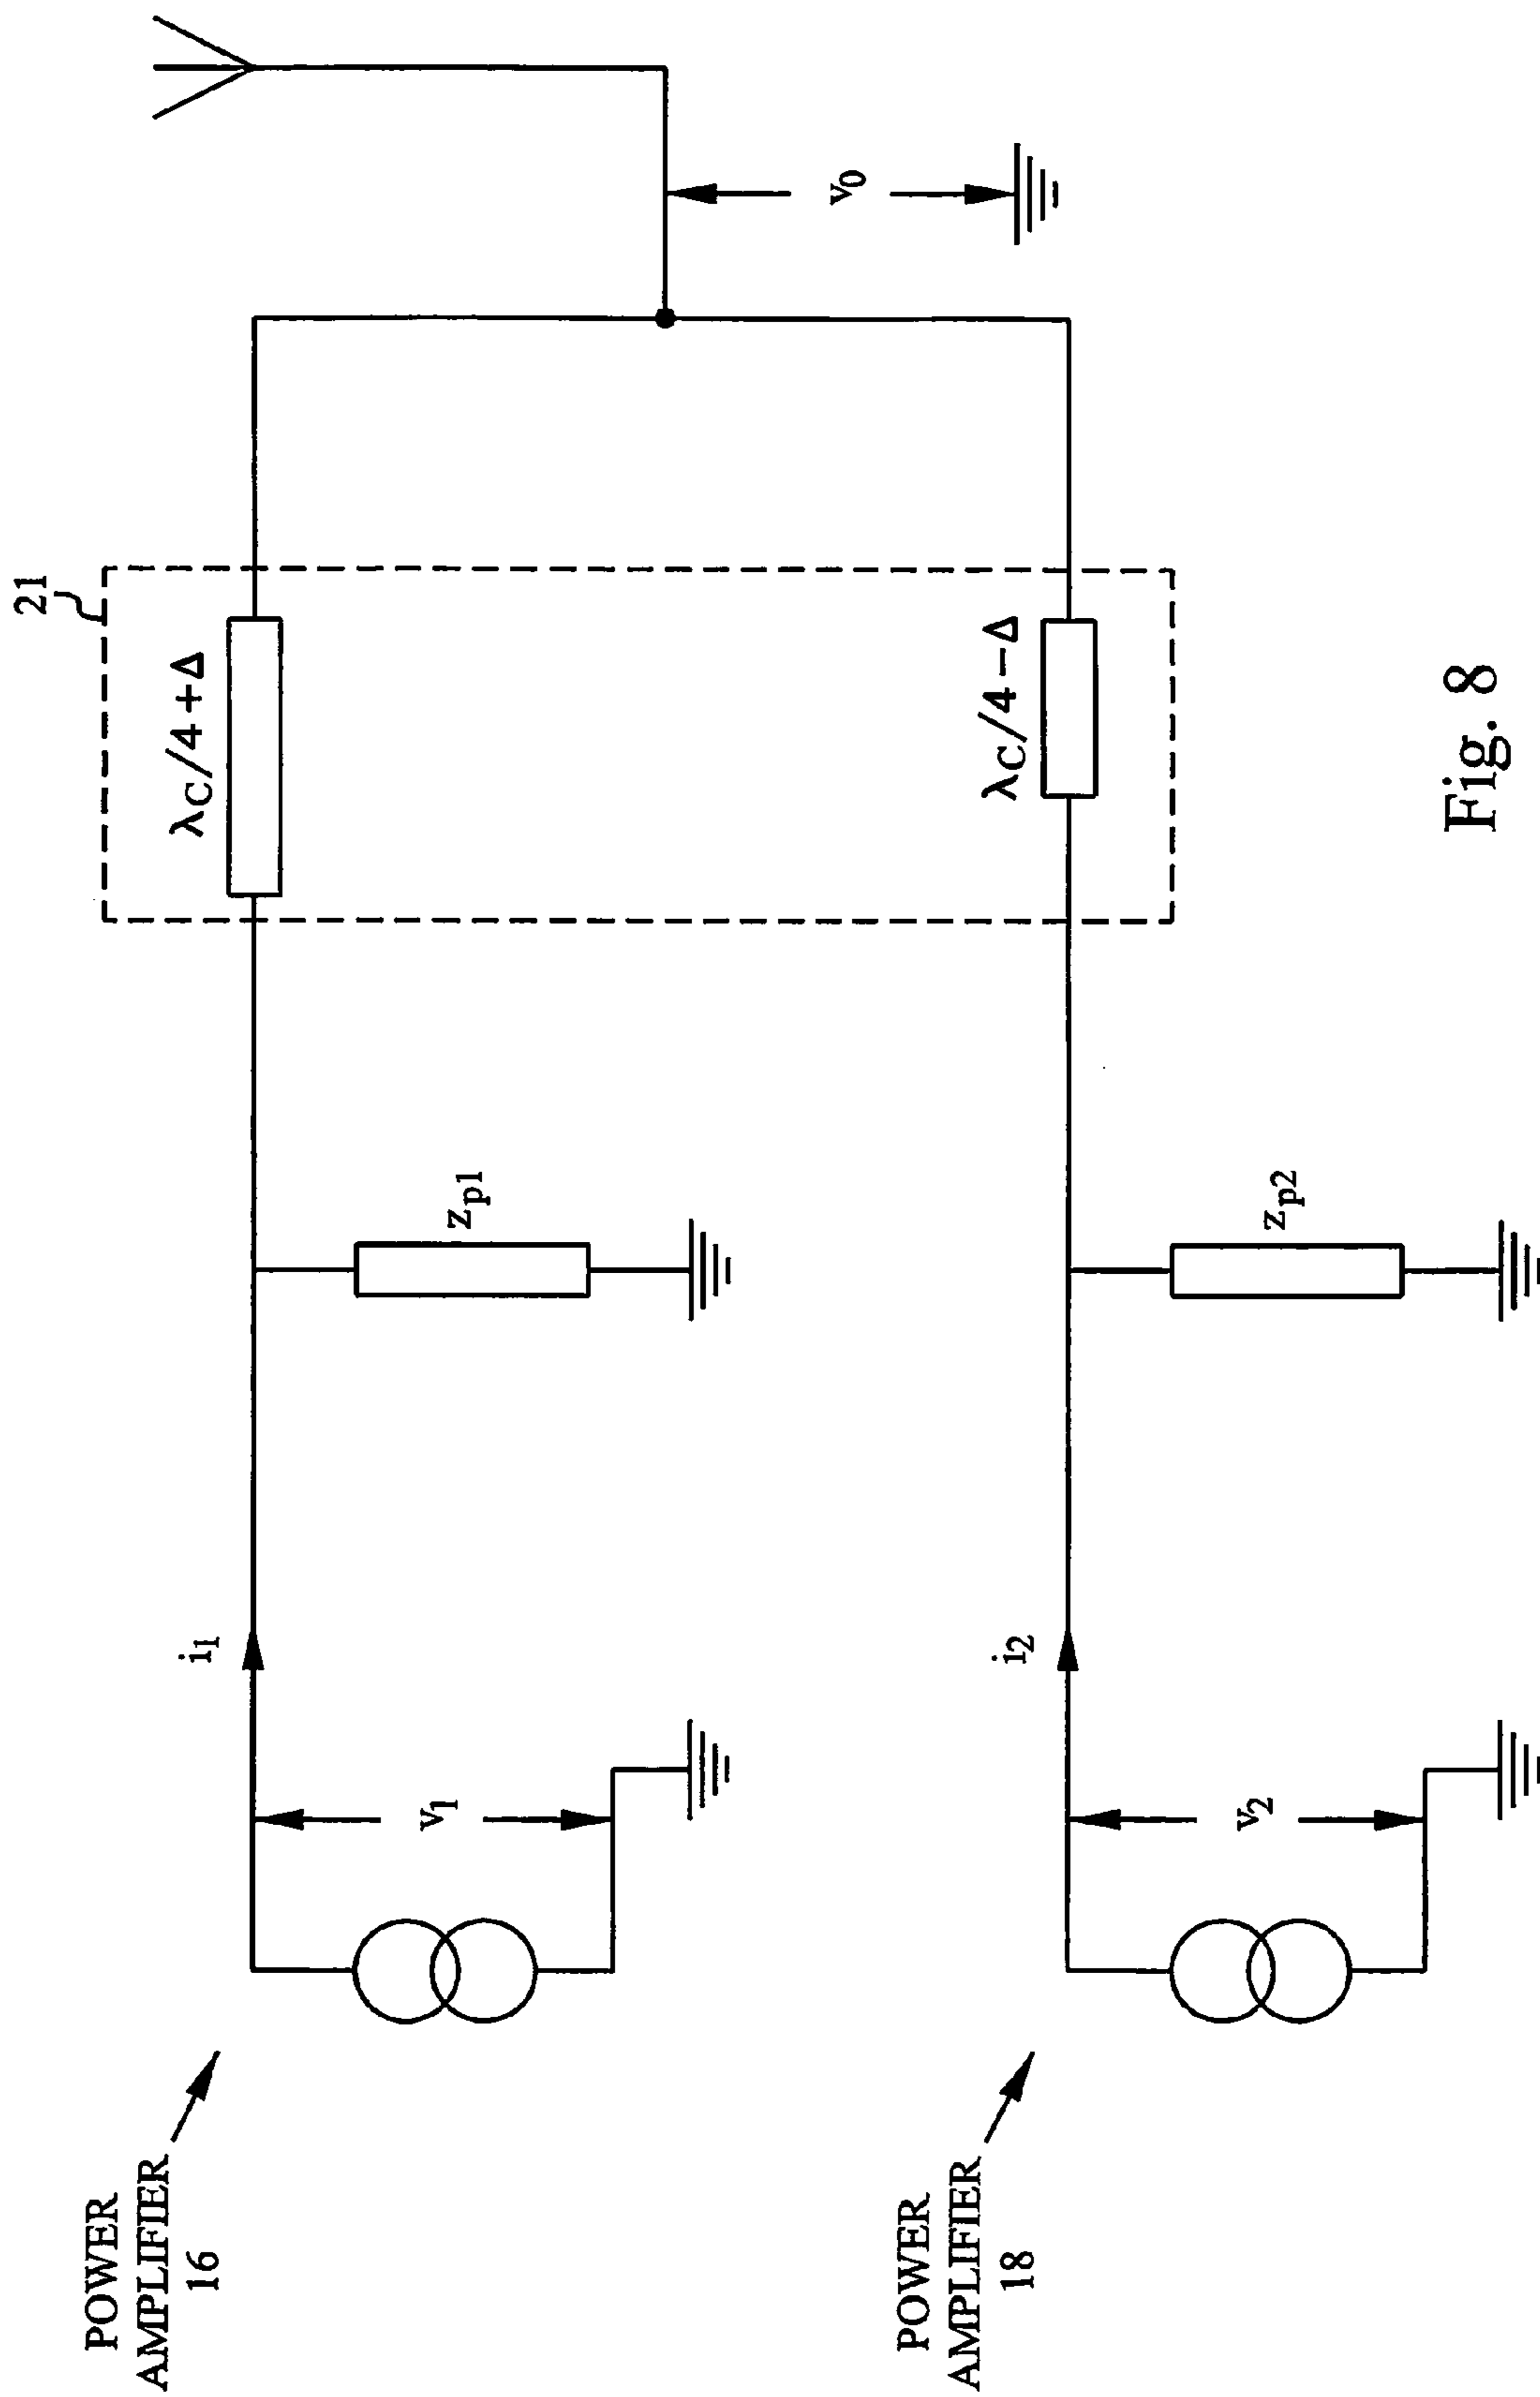 21
λC/4+Δ
POWER
AMPLIFIER
16
i1
v1
zp1
v0
λC/4−Δ
POWER
AMPLIFIER
18
i2
v2
zp2
Fig. 8